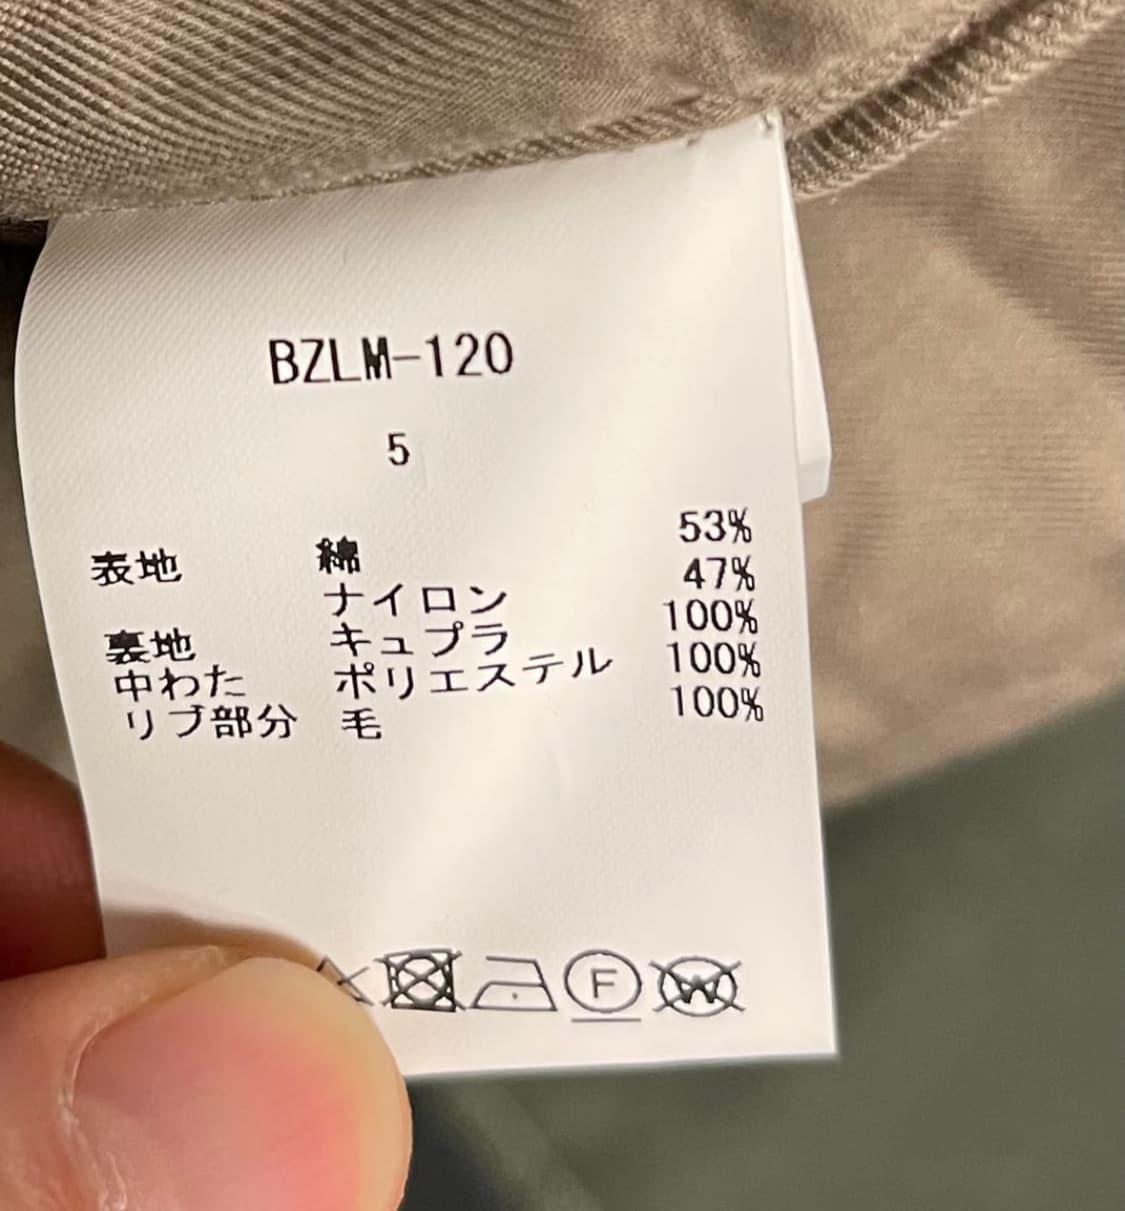 BZLM-120
5
表地 綿 53%
ナイロン 47%
裏地 キュプラ 100%
中わた ポリエステル 100%
リブ部分 毛 100%
F W